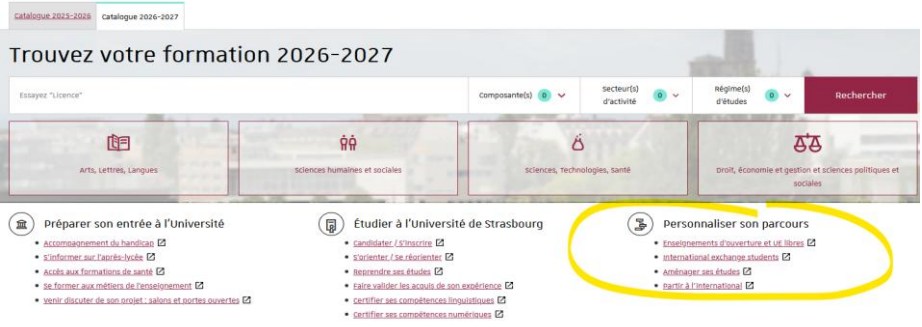 Catalogue 2025-2026
Catalogue 2026-2027
Trouvez votre formation 2026-2027
Essayez "Licence"
Composante(s) 0
Secteur(s)
d'activité 0
Régime(s)
d'études 0
Rechercher
Arts, Lettres, Langues
Sciences humaines et sociales
Sciences, Technologies, Santé
Droit, économie et gestion et sciences politiques et
sociales
Préparer son entrée à l'Université
Accompagnement du handicap
S'informer sur l'après-lycée
Accès aux formations de santé
Se former aux métiers de l'enseignement
Venir discuter de son projet : salons et portes ouvertes
Étudier à l'Université de Strasbourg
Candidater / S'inscrire
S'orienter / Se réorienter
Reprendre ses études
Faire valider les acquis de son expérience
Certifier ses compétences linguistiques
Certifier ses compétences numériques
Personnaliser son parcours
Enseignements d'ouverture et UE libres
International exchange students
Aménager ses études
Partir à l'international